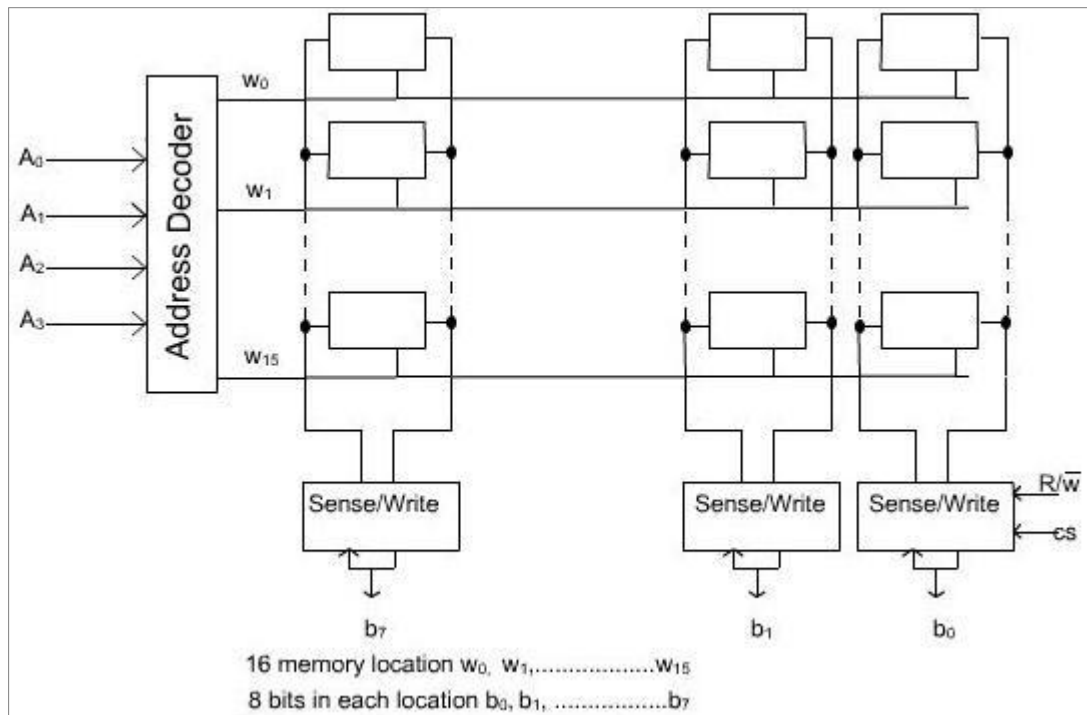 w₀
A₀
Address Decoder
w₁
A₁
A₂
A₃
w₁₅
Sense/Write
Sense/Write
Sense/Write
R/w̅
cs
b₇
b₁
b₀
16 memory location w₀, w₁,...................w₁₅
8 bits in each location b₀, b₁, ..................b₇